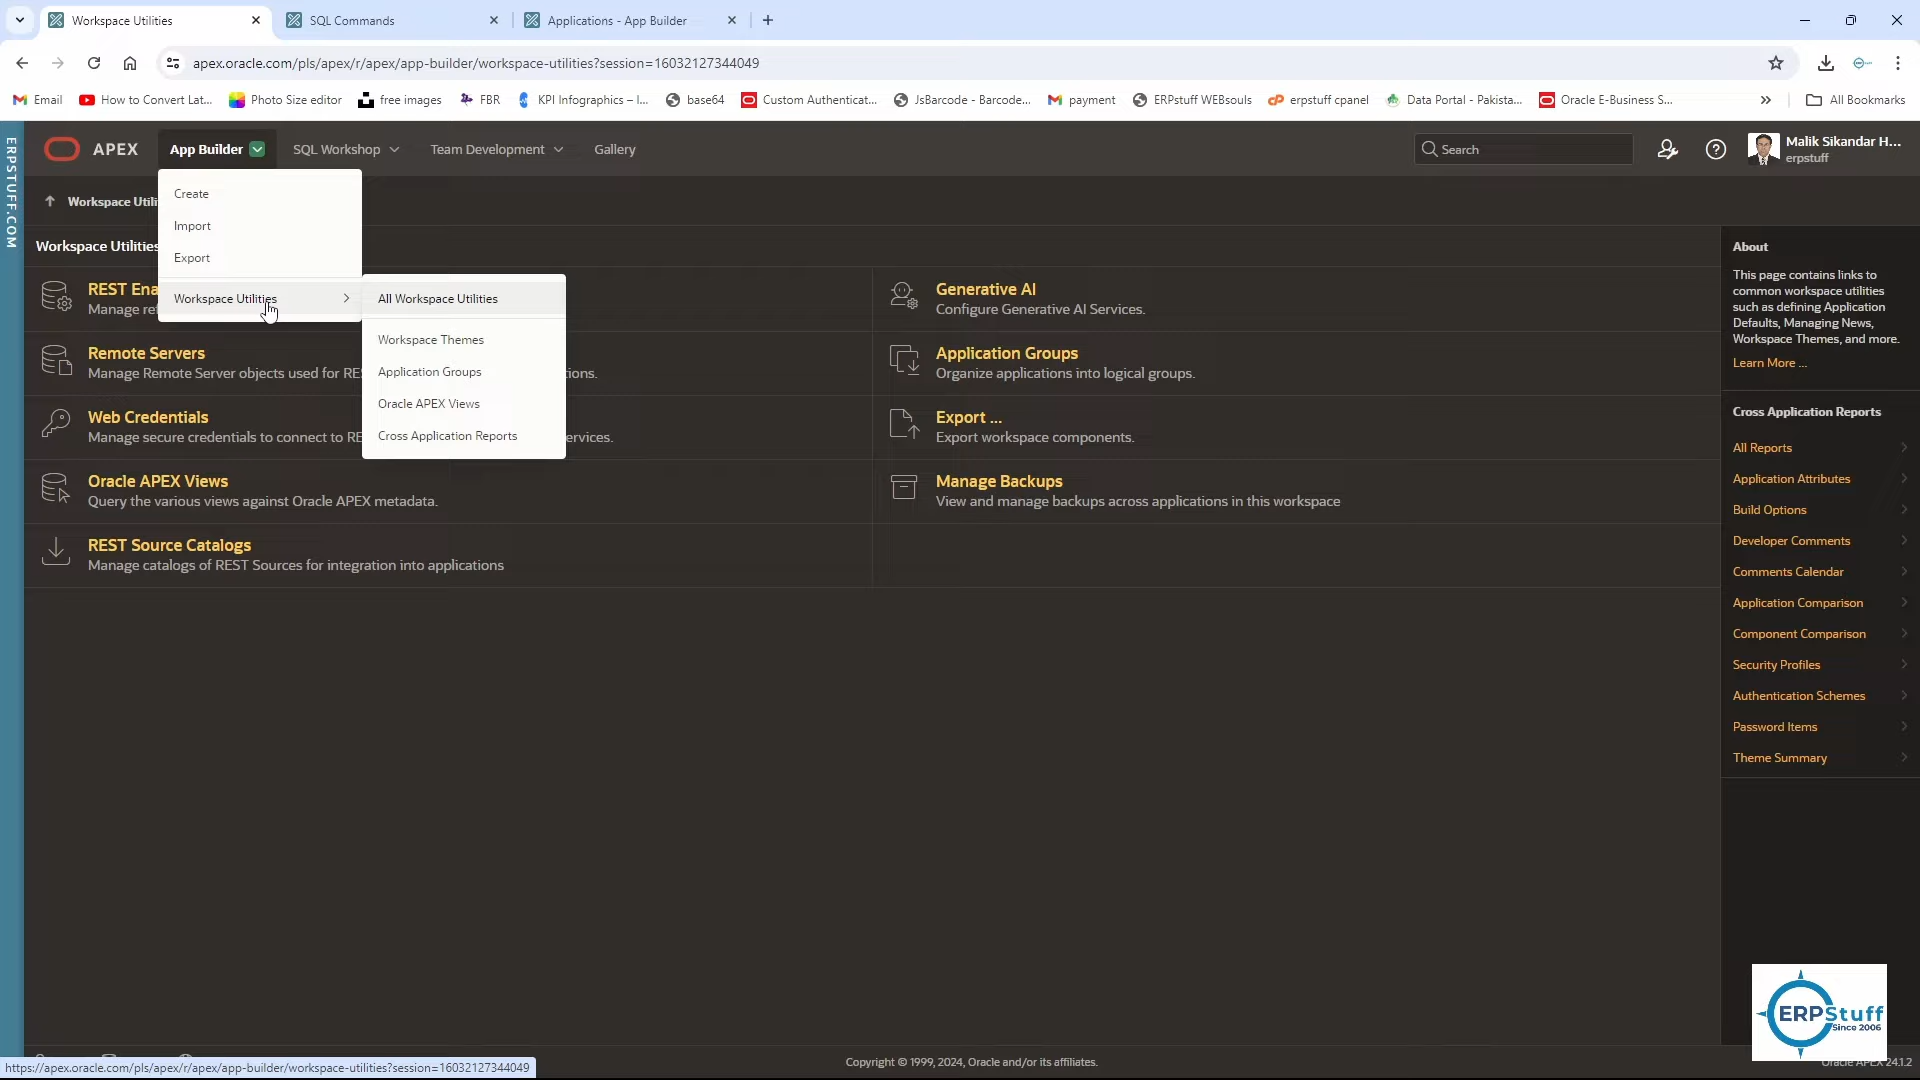 Workspace Utilities
SQL Commands
Applications - App Builder
apex.oracle.com/pls/apex/r/apex/app-builder/workspace-utilities?session=16032127344049
Email
How to Convert Lat...
Photo Size editor
free images
FBR
KPI Infographics – I...
base64
Custom Authenticat...
JsBarcode - Barcode...
payment
ERPstuff WEBsouls
erpstuff cpanel
Data Portal - Pakista...
Oracle E-Business S...
All Bookmarks
ERPSTUFF.COM
APEX
App Builder
SQL Workshop
Team Development
Gallery
Search
Malik Sikandar H...
erpstuff
Create
Import
Export
Workspace Utilities
All Workspace Utilities
Workspace Themes
Application Groups
Oracle APEX Views
Cross Application Reports
Workspace Utili
Workspace Utilities
REST Ena
Manage re
Remote Servers
Manage Remote Server objects used for RE
ions.
Web Credentials
Manage secure credentials to connect to RE
ervices.
Oracle APEX Views
Query the various views against Oracle APEX metadata.
REST Source Catalogs
Manage catalogs of REST Sources for integration into applications
Generative AI
Configure Generative AI Services.
Application Groups
Organize applications into logical groups.
Export ...
Export workspace components.
Manage Backups
View and manage backups across applications in this workspace
About
This page contains links to
common workspace utilities
such as defining Application
Defaults, Managing News,
Workspace Themes, and more.
Learn More ...
Cross Application Reports
All Reports
Application Attributes
Build Options
Developer Comments
Comments Calendar
Application Comparison
Component Comparison
Security Profiles
Authentication Schemes
Password Items
Theme Summary
ERPStuff
Since 2006
https://apex.oracle.com/pls/apex/r/apex/app-builder/workspace-utilities?session=16032127344049
Copyright © 1999, 2024, Oracle and/or its affiliates.
Oracle APEX 24.1.2